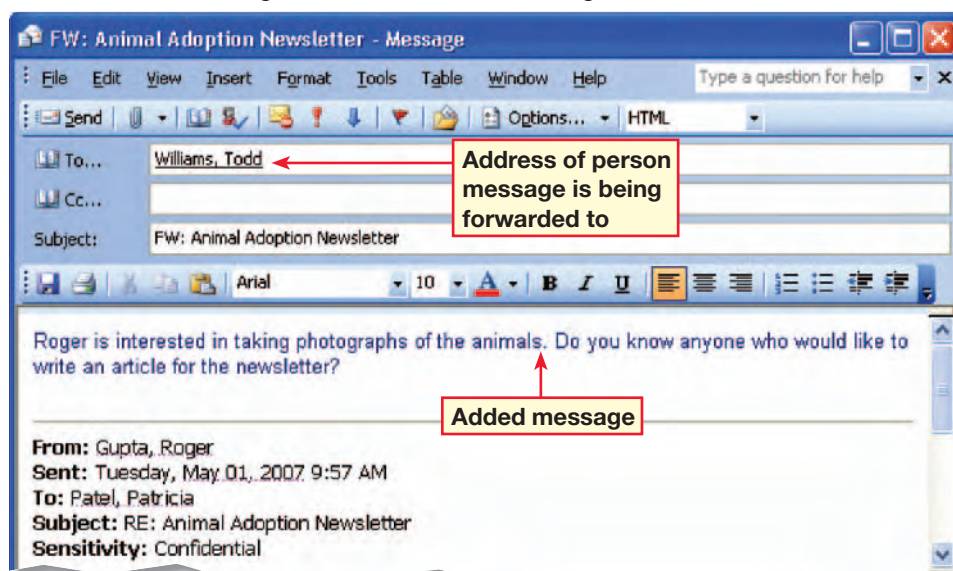 FW: Animal Adoption Newsletter - Message
File Edit View Insert Format Tools Table Window Help Type a question for help
Send Options... HTML
To... Williams, Todd
Address of person
message is being
forwarded to
Cc...
Subject: FW: Animal Adoption Newsletter
Arial 10 A B I U
Roger is interested in taking photographs of the animals. Do you know anyone who would like to
write an article for the newsletter?
Added message
From: Gupta, Roger
Sent: Tuesday, May 01, 2007 9:57 AM
To: Patel, Patricia
Subject: RE: Animal Adoption Newsletter
Sensitivity: Confidential